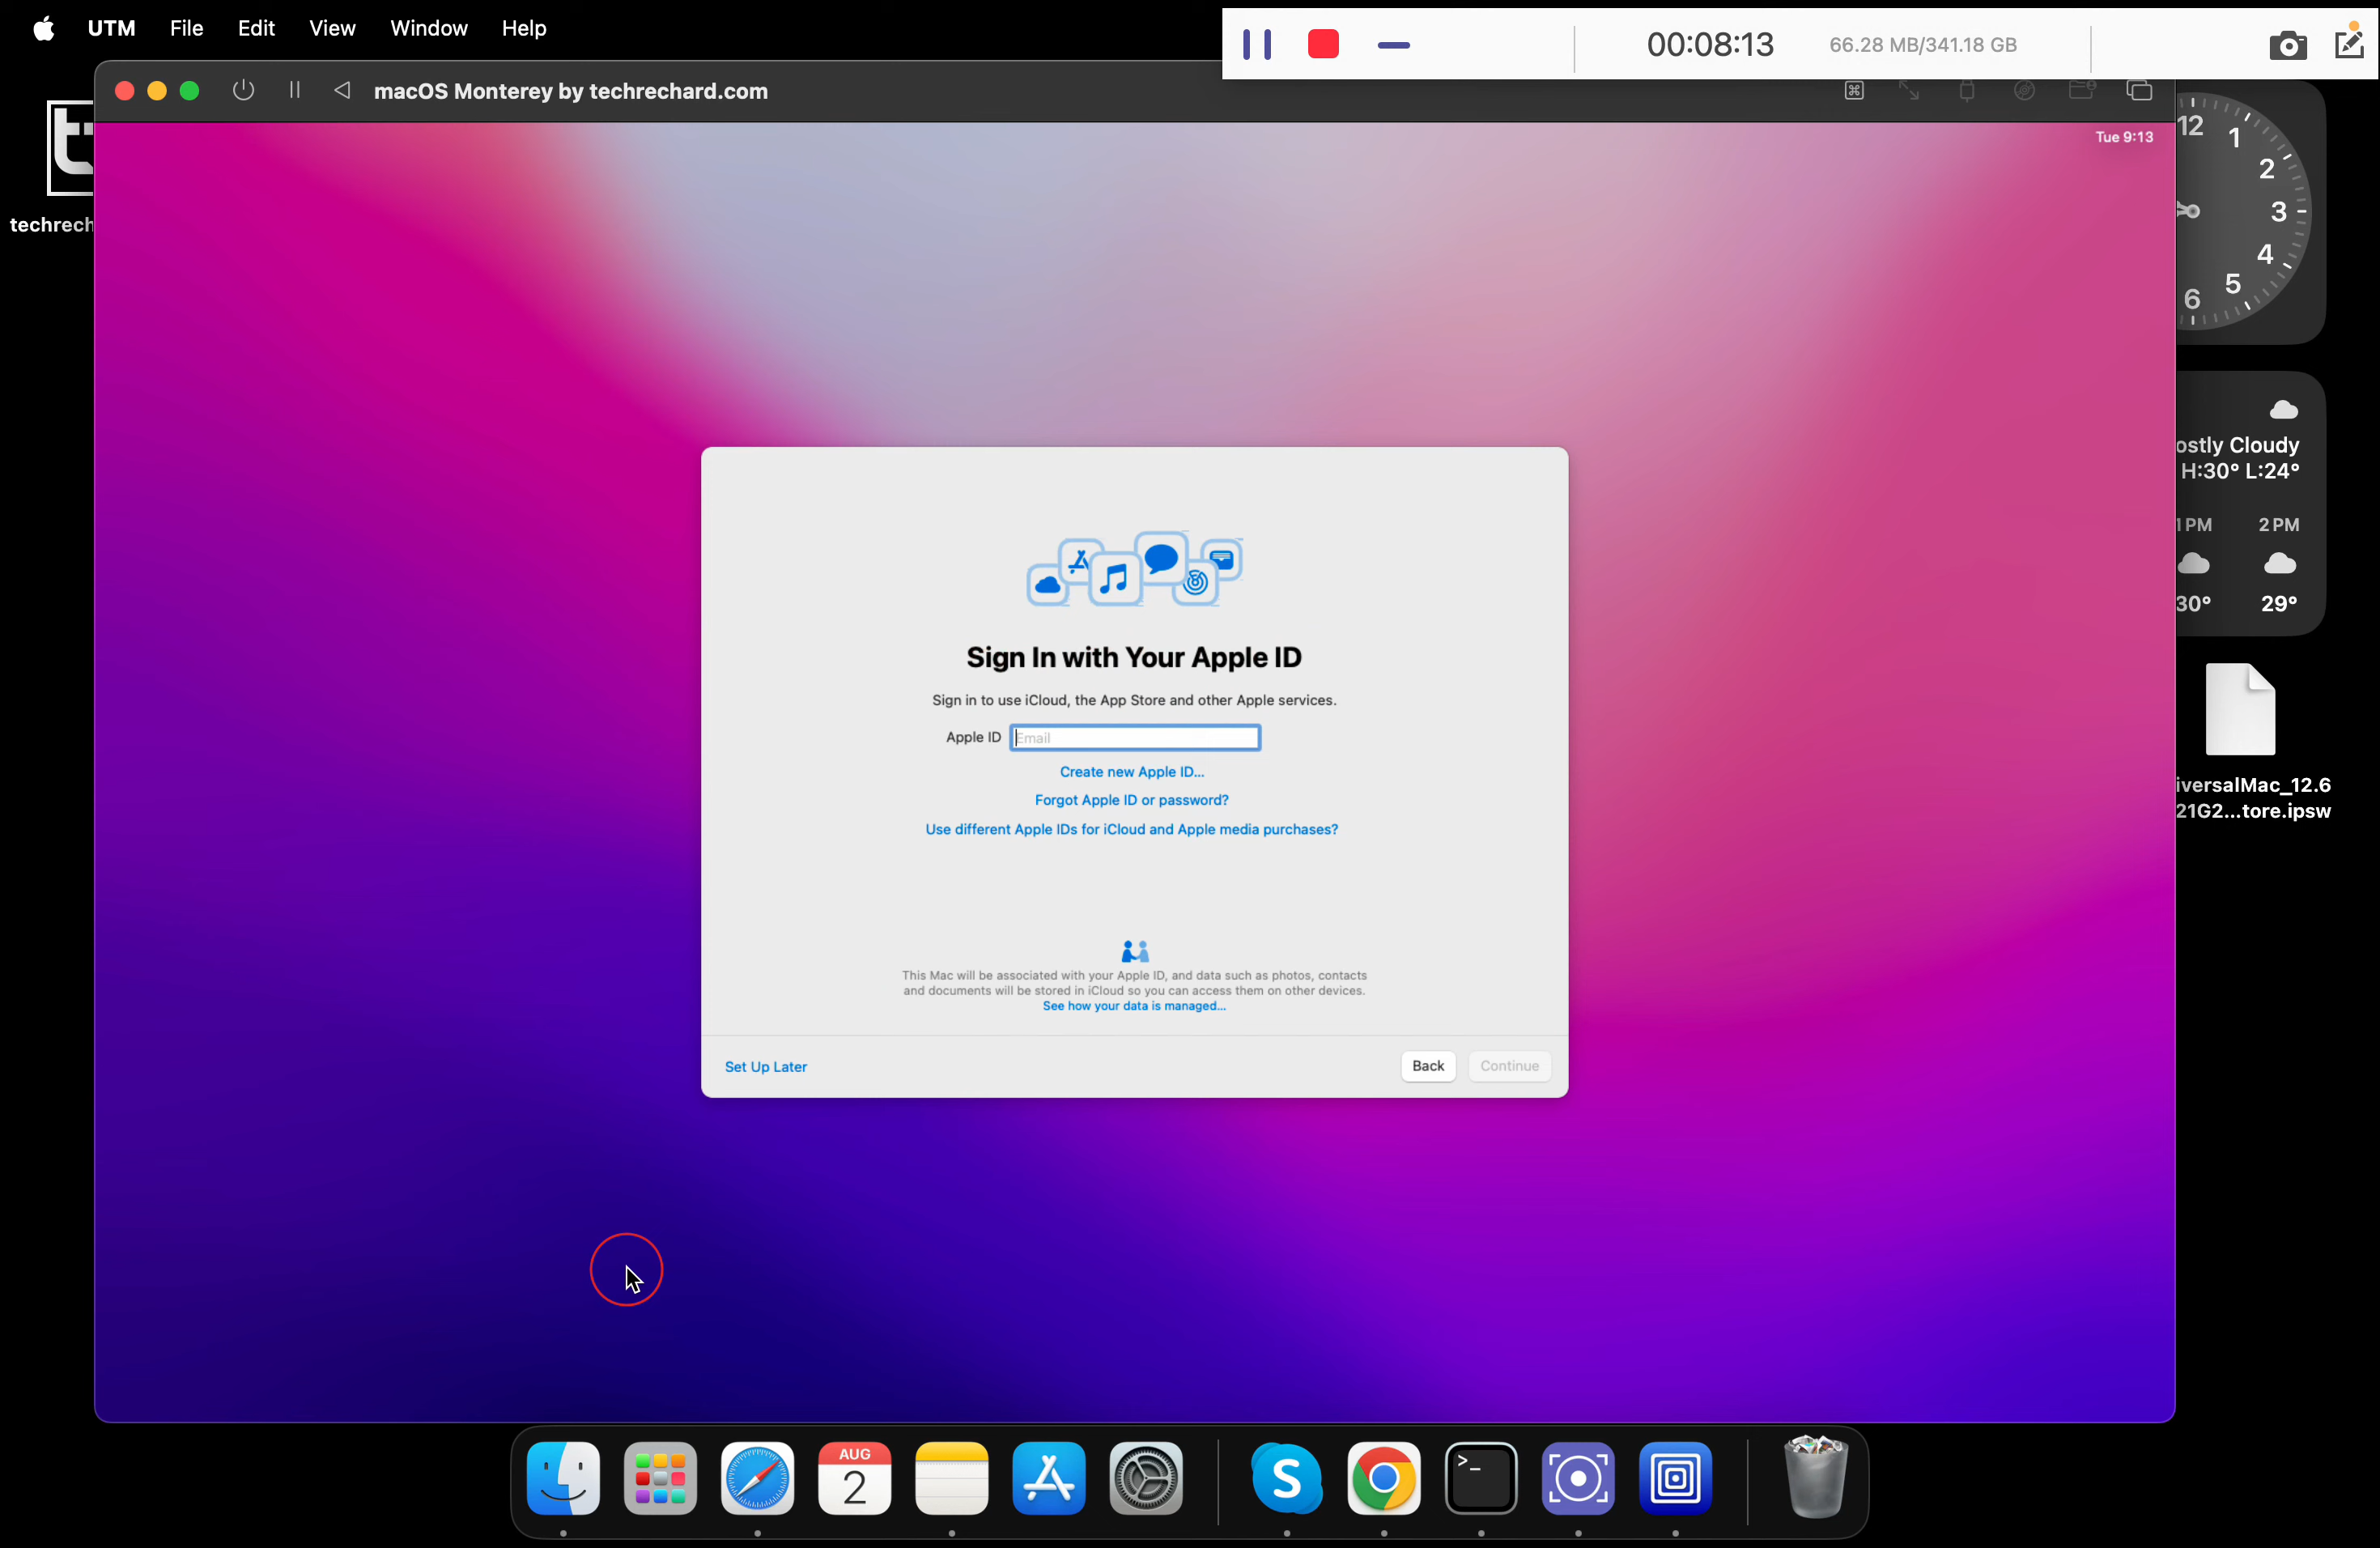 UTM File Edit View Window Help
00:08:13 66.28 MB/341.18 GB
macOS Monterey by techrechard.com
Tue 9:13
techrech
12
1
2
3
4
5
6
ostly Cloudy
H:30° L:24°
1 PM 2 PM
30° 29°
iversalMac_12.6
21G2...tore.ipsw
Sign In with Your Apple ID
Sign in to use iCloud, the App Store and other Apple services.
Apple ID Email
Create new Apple ID...
Forgot Apple ID or password?
Use different Apple IDs for iCloud and Apple media purchases?
This Mac will be associated with your Apple ID, and data such as photos, contacts
and documents will be stored in iCloud so you can access them on other devices.
See how your data is managed...
Set Up Later Back Continue
AUG
2
S
>_